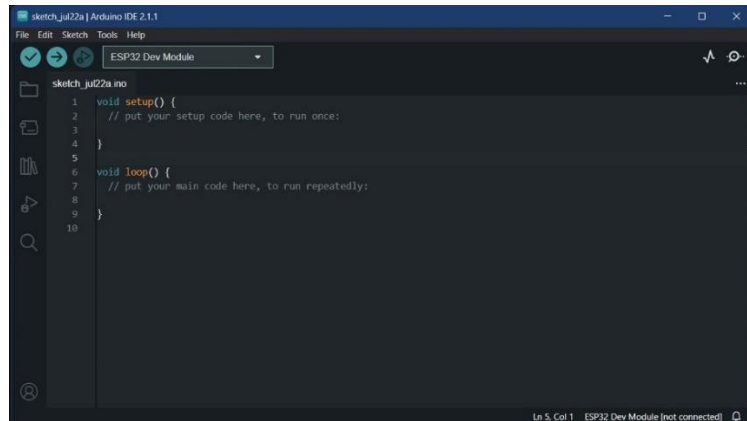 sketch_jul22a | Arduino IDE 2.1.1
File Edit Sketch Tools Help
ESP32 Dev Module
sketch_jul22a.ino
1 void setup() {
2 // put your setup code here, to run once:
3
4 }
5
6 void loop() {
7 // put your main code here, to run repeatedly:
8
9 }
10
Ln 5, Col 1 ESP32 Dev Module [not connected]